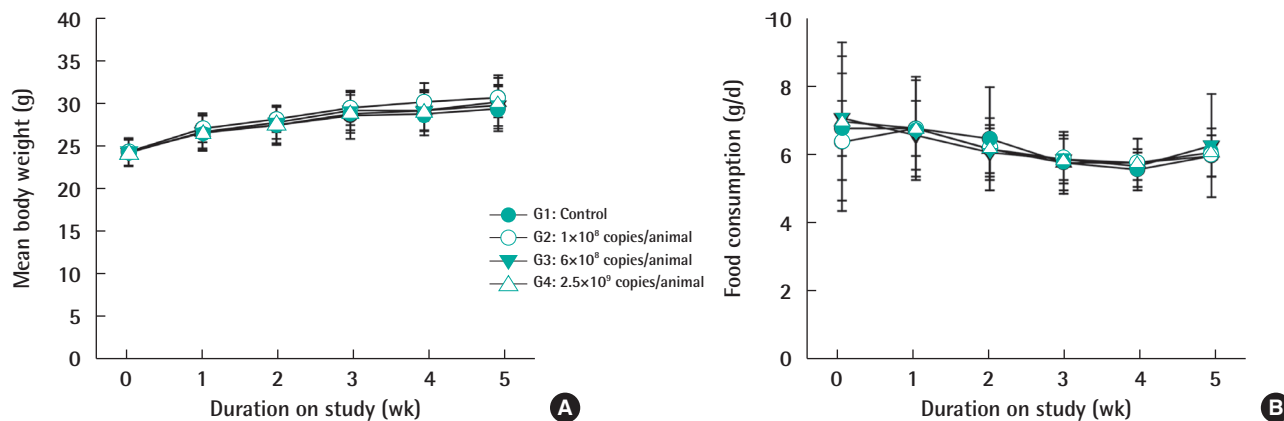 40
35
30
25
20
15
10
5
0
Mean body weight (g)
0 1 2 3 4 5
Duration on study (wk)
G1: Control
G2: 1×10⁸ copies/animal
G3: 6×10⁸ copies/animal
G4: 2.5×10⁹ copies/animal
A
10
8
6
4
2
0
Food consumption (g/d)
0 1 2 3 4 5
Duration on study (wk)
B